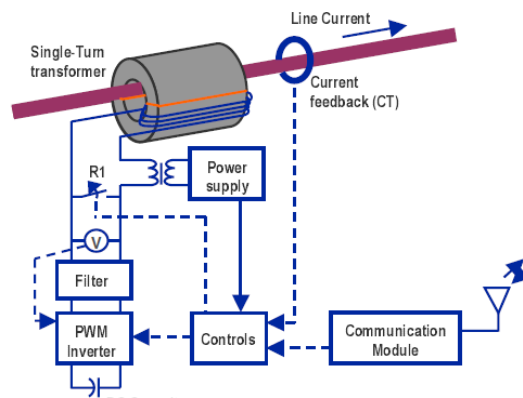 Line Current
Single-Turn
transformer
Current
feedback (CT)
R1
Power
supply
V
Filter
PWM
Inverter
Controls
Communication
Module